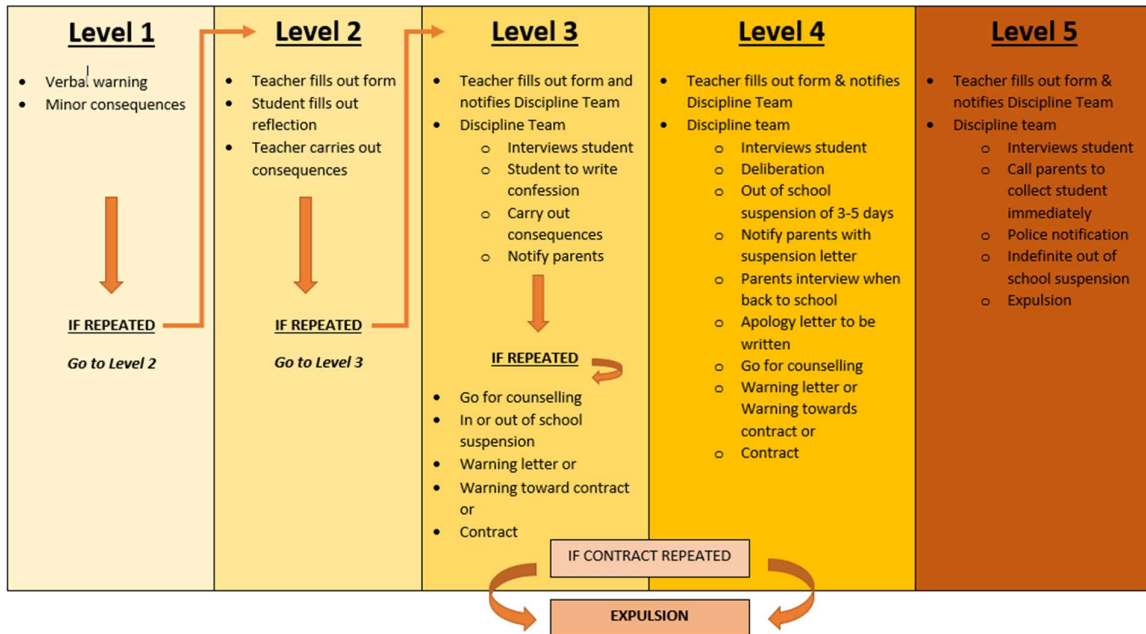 Level 1
• Verbal warning
• Minor consequences
IF REPEATED
Go to Level 2
Level 2
• Teacher fills out form
• Student fills out
reflection
• Teacher carries out
consequences
IF REPEATED
Go to Level 3
Level 3
• Teacher fills out form and
notifies Discipline Team
• Discipline Team
o Interviews student
o Student to write
confession
o Carry out
consequences
o Notify parents
IF REPEATED
• Go for counselling
• In or out of school
suspension
• Warning letter or
• Warning toward contract
or
• Contract
Level 4
• Teacher fills out form & notifies
Discipline Team
• Discipline team
o Interviews student
o Deliberation
o Out of school
suspension of 3-5 days
o Notify parents with
suspension letter
o Parents interview when
back to school
o Apology letter to be
written
o Go for counselling
o Warning letter or
Warning towards
contract or
o Contract
Level 5
• Teacher fills out form &
notifies Discipline Team
• Discipline team
o Interviews student
o Call parents to
collect student
immediately
o Police notification
o Indefinite out of
school suspension
o Expulsion
IF CONTRACT REPEATED
EXPULSION